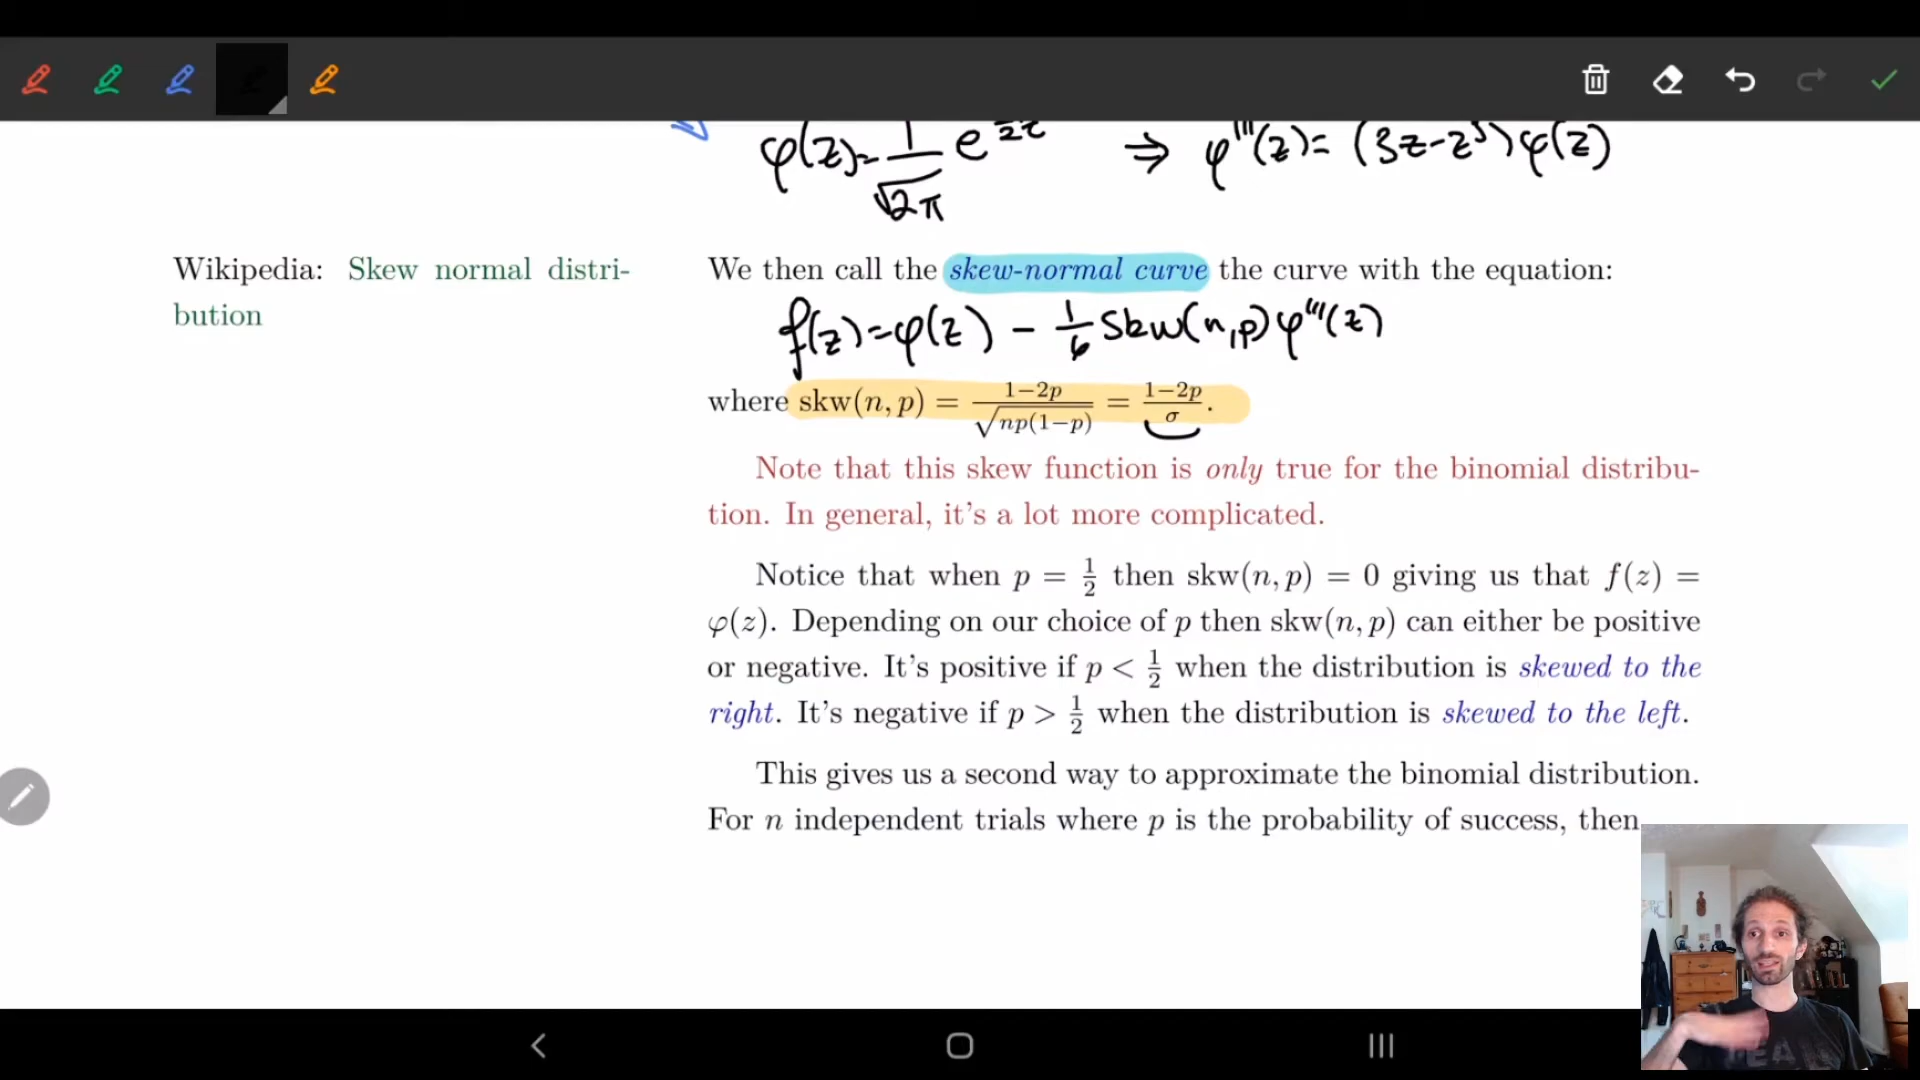 φ(z)=1/√2π e ⇒ φ'''(z)= (3z-z³)φ(z)
Wikipedia: Skew normal distri-
bution
We then call the skew-normal curve the curve with the equation:
f(z)=φ(z) - 1/6 Skw(n,p)φ'''(z)
where skw(n, p) = 1−2p/√np(1−p) = 1−2p/σ.
Note that this skew function is only true for the binomial distribu-
tion. In general, it's a lot more complicated.
Notice that when p = 1/2 then skw(n, p) = 0 giving us that f(z) =
φ(z). Depending on our choice of p then skw(n, p) can either be positive
or negative. It's positive if p < 1/2 when the distribution is skewed to the
right. It's negative if p > 1/2 when the distribution is skewed to the left.
This gives us a second way to approximate the binomial distribution.
For n independent trials where p is the probability of success, then